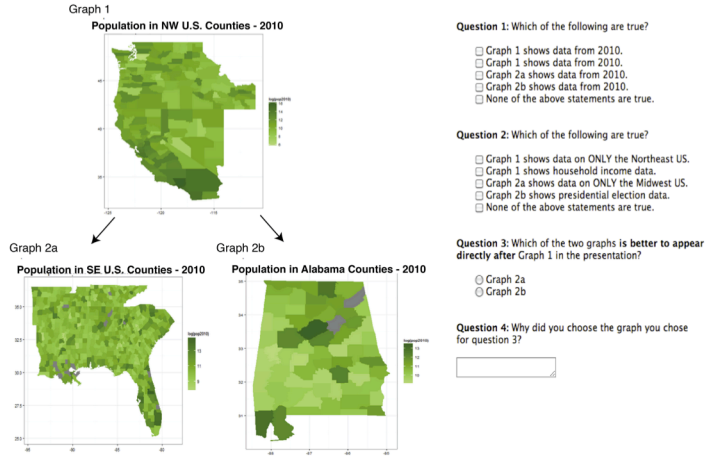 Graph 1
Population in NW U.S. Counties - 2010
log(pop2010)
Graph 2a
Population in SE U.S. Counties - 2010
log(pop2010)
Graph 2b
Population in Alabama Counties - 2010
log(pop2010)
Question 1: Which of the following are true?
Graph 1 shows data from 2010.
Graph 1 shows data from 2010.
Graph 2a shows data from 2010.
Graph 2b shows data from 2010.
None of the above statements are true.
Question 2: Which of the following are true?
Graph 1 shows data on ONLY the Northeast US.
Graph 1 shows household income data.
Graph 2a shows data on ONLY the Midwest US.
Graph 2b shows presidential election data.
None of the above statements are true.
Question 3: Which of the two graphs is better to appear
directly after Graph 1 in the presentation?
Graph 2a
Graph 2b
Question 4: Why did you choose the graph you chose
for question 3?